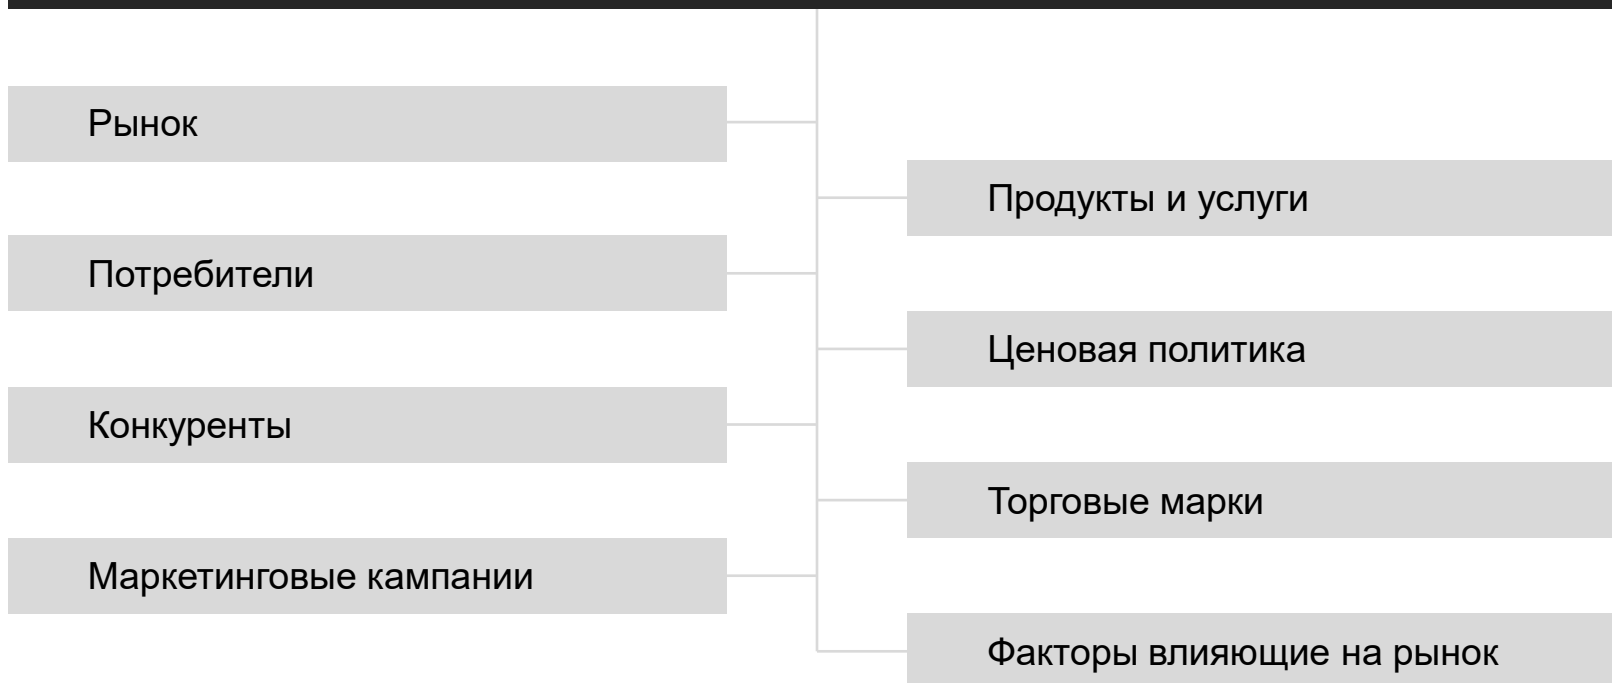 Рынок
Продукты и услуги
Потребители
Ценовая политика
Конкуренты
Торговые марки
Маркетинговые кампании
Факторы влияющие на рынок